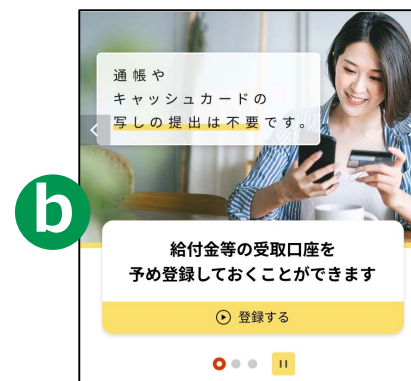 通帳や
キャッシュカードの
写しの提出は不要です。
b
給付金等の受取口座を
予め登録しておくことができます
登録する